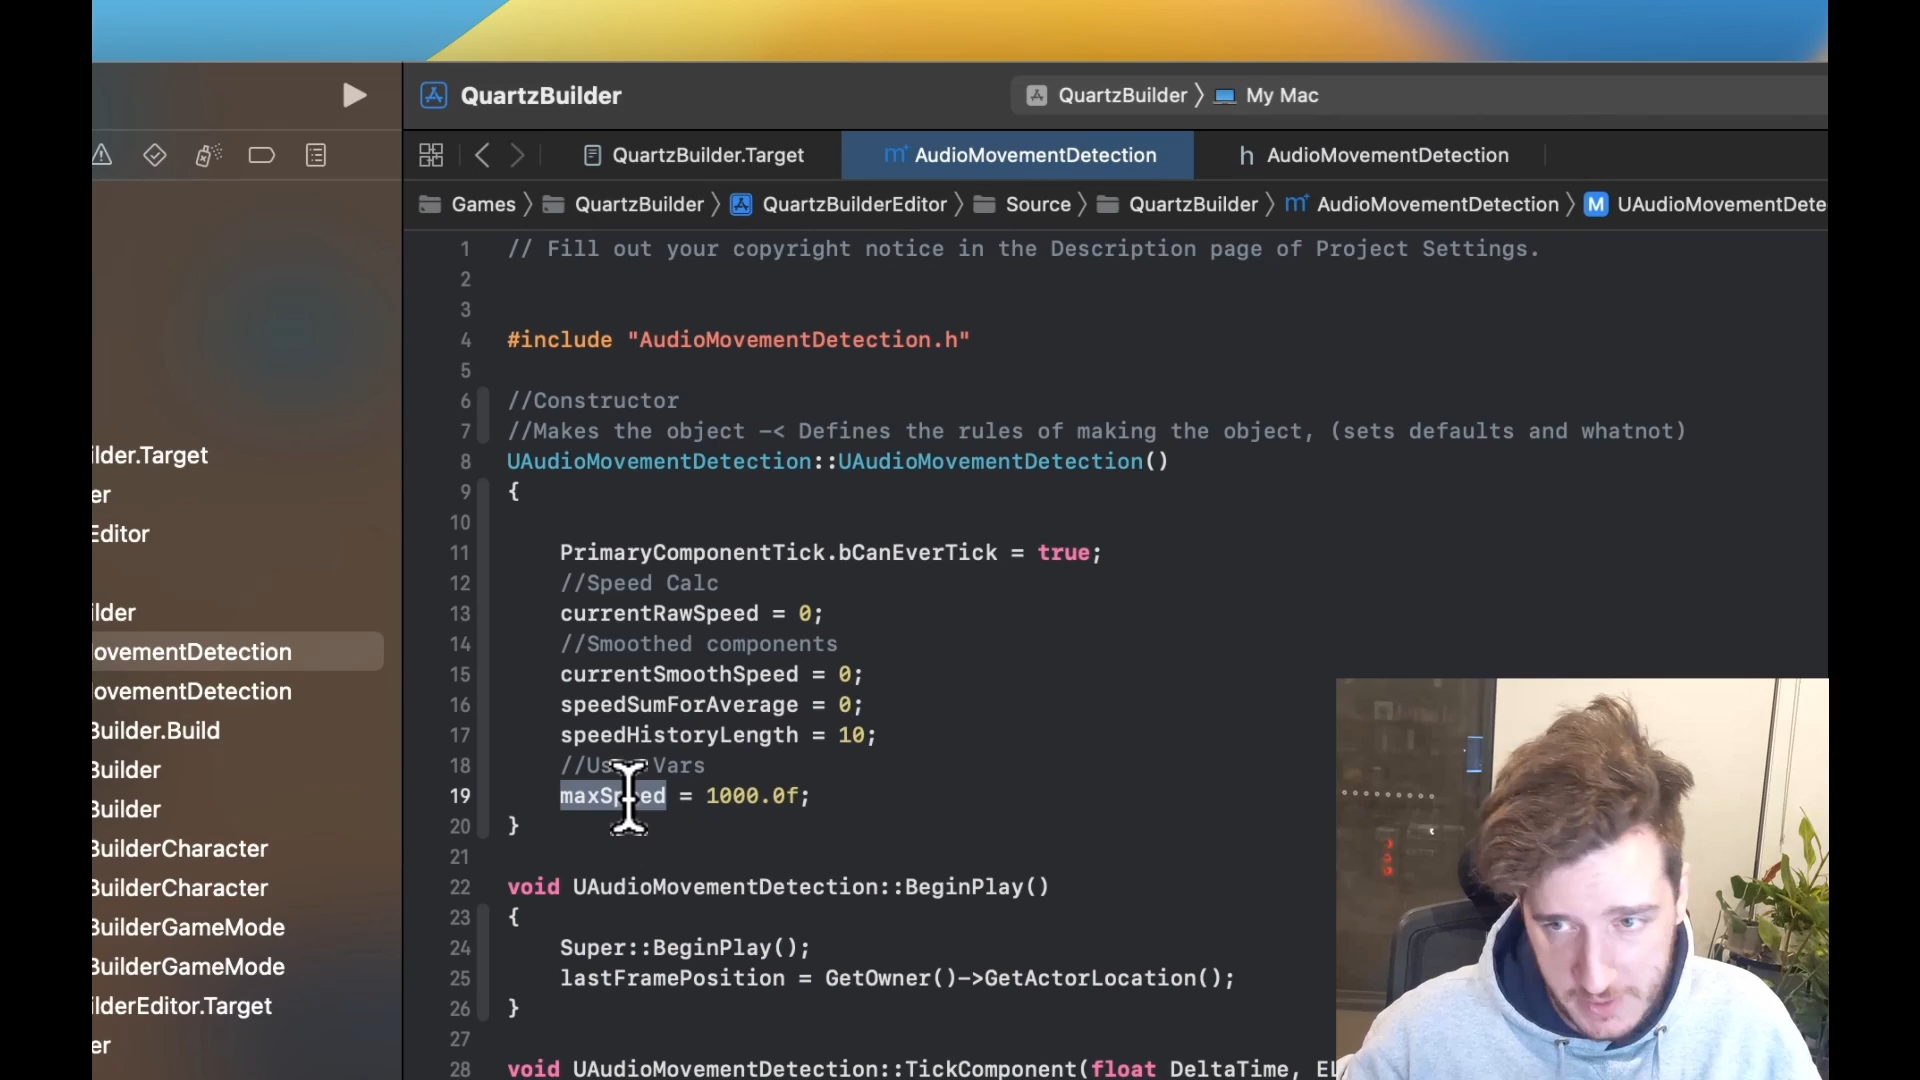 QuartzBuilder
QuartzBuilder 〉 My Mac
QuartzBuilder.Target
AudioMovementDetection
h AudioMovementDetection
Games 〉 QuartzBuilder 〉 QuartzBuilderEditor 〉 Source 〉 QuartzBuilder 〉 AudioMovementDetection 〉 M UAudioMovementDete
ilder.Target
er
Editor
ilder
ovementDetection
ovementDetection
Builder.Build
Builder
Builder
BuilderCharacter
BuilderCharacter
BuilderGameMode
BuilderGameMode
ilderEditor.Target
er
1 // Fill out your copyright notice in the Description page of Project Settings.
2
3
4 #include "AudioMovementDetection.h"
5
6 //Constructor
7 //Makes the object -< Defines the rules of making the object, (sets defaults and whatnot)
8 UAudioMovementDetection::UAudioMovementDetection()
9 {
10
11 PrimaryComponentTick.bCanEverTick = true;
12 //Speed Calc
13 currentRawSpeed = 0;
14 //Smoothed components
15 currentSmoothSpeed = 0;
16 speedSumForAverage = 0;
17 speedHistoryLength = 10;
18 Vars
19 maxSpeed = 1000.0f;
20 }
21
22 void UAudioMovementDetection::BeginPlay()
23 {
24 Super::BeginPlay();
25 lastFramePosition = GetOwner()->GetActorLocation();
26 }
27
28 void UAudioMovementDetection::TickComponent(float DeltaTime, EL